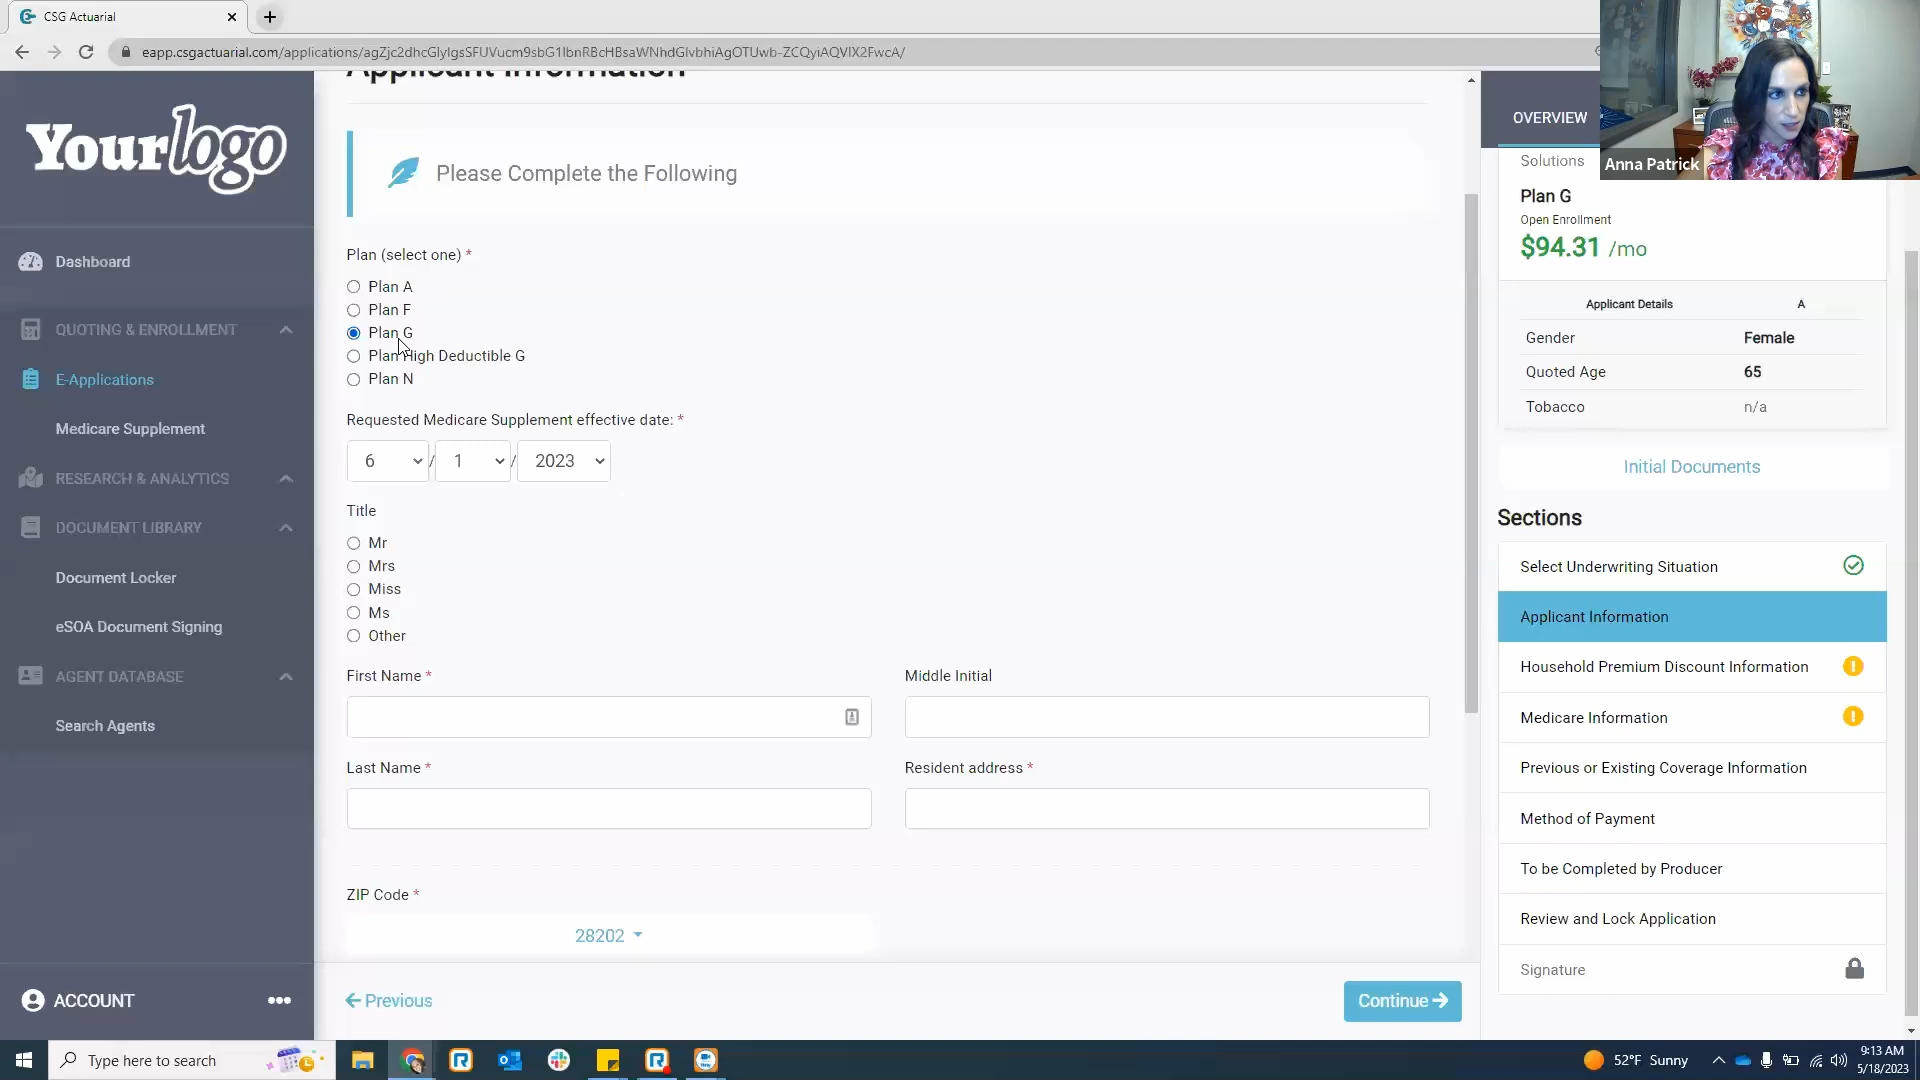 CSG Actuarial
eapp.csgactuarial.com/applications/
Yourlogo
Dashboard
QUOTING & ENROLLMENT
E-Applications
Medicare Supplement
RESEARCH & ANALYTICS
DOCUMENT LIBRARY
Document Locker
eSOA Document Signing
AGENT DATABASE
Search Agents
ACCOUNT
Applicant Information
Please Complete the Following
Plan (select one) *
Plan A
Plan F
Plan G
Plan High Deductible G
Plan N
Requested Medicare Supplement effective date: *
6 / 1 / 2023
Title
Mr
Mrs
Miss
Ms
Other
First Name *
Middle Initial
Last Name *
Resident address *
ZIP Code *
28202
Previous
Continue
OVERVIEW
Anna Patrick
Solutions
Plan G
Open Enrollment
$94.31 /mo
Applicant Details A
Gender Female
Quoted Age 65
Tobacco n/a
Initial Documents
Sections
Select Underwriting Situation
Applicant Information
Household Premium Discount Information
Medicare Information
Previous or Existing Coverage Information
Method of Payment
To be Completed by Producer
Review and Lock Application
Signature
Type here to search
52°F Sunny
9:13 AM
5/18/2023